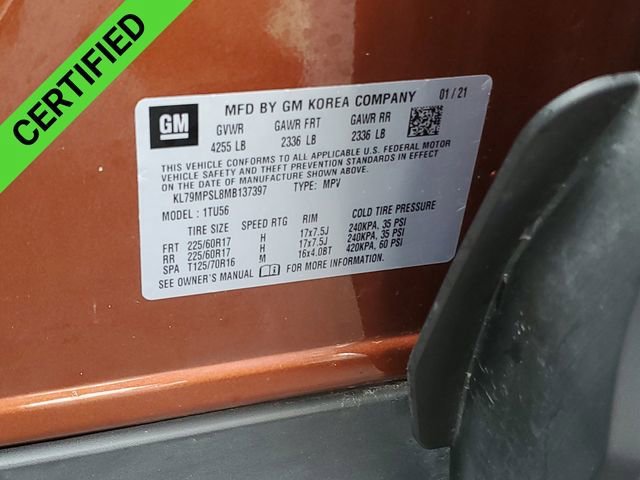 CERTIFIED
GM
MFD BY GM KOREA COMPANY 01/21
GVWR GAWR FRT GAWR RR
4255 LB 2336 LB 2336 LB
THIS VEHICLE CONFORMS TO ALL APPLICABLE U.S. FEDERAL MOTOR
VEHICLE SAFETY AND THEFT PREVENTION STANDARDS IN EFFECT
ON THE DATE OF MANUFACTURE SHOWN ABOVE.
KL79MPSL8MB137397 TYPE: MPV
MODEL: 1TU56
TIRE SIZE SPEED RTG RIM COLD TIRE PRESSURE
FRT 225/60R17 H 17x7.5J 240KPA, 35 PSI
RR 225/60R17 H 17x7.5J 240KPA, 35 PSI
SPA T125/70R16 M 16x4.0BT 420KPA, 60 PSI
SEE OWNER'S MANUAL FOR MORE INFORMATION.